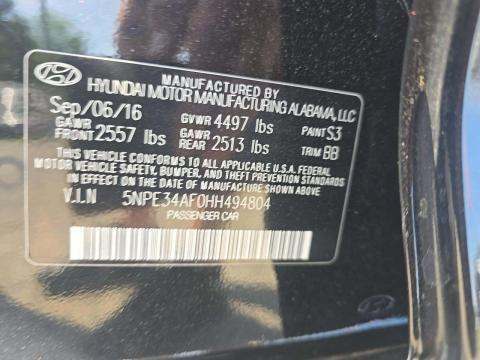 MANUFACTURED BY
HYUNDAI MOTOR MANUFACTURING ALABAMA, LLC
Sep/06/16 GVWR 4497 lbs PAINT S3
GAWR FRONT 2557 lbs GAWR REAR 2513 lbs TRIM BB
THIS VEHICLE CONFORMS TO ALL APPLICABLE U.S.A. FEDERAL
MOTOR VEHICLE SAFETY, BUMPER, AND THEFT PREVENTION STANDARDS
IN EFFECT ON THE DATE OF MANUFACTURE SHOWN ABOVE.
V.I.N 5NPE34AF0HH494804
PASSENGER CAR